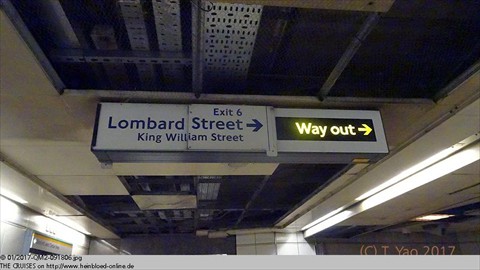 Exit 6
Lombard Street →
King William Street
Way out →
(C) T. Yao 2017
© 01/2017-QM2-091806.jpg
THE CRUISES on http://www.heinbloed-online.de